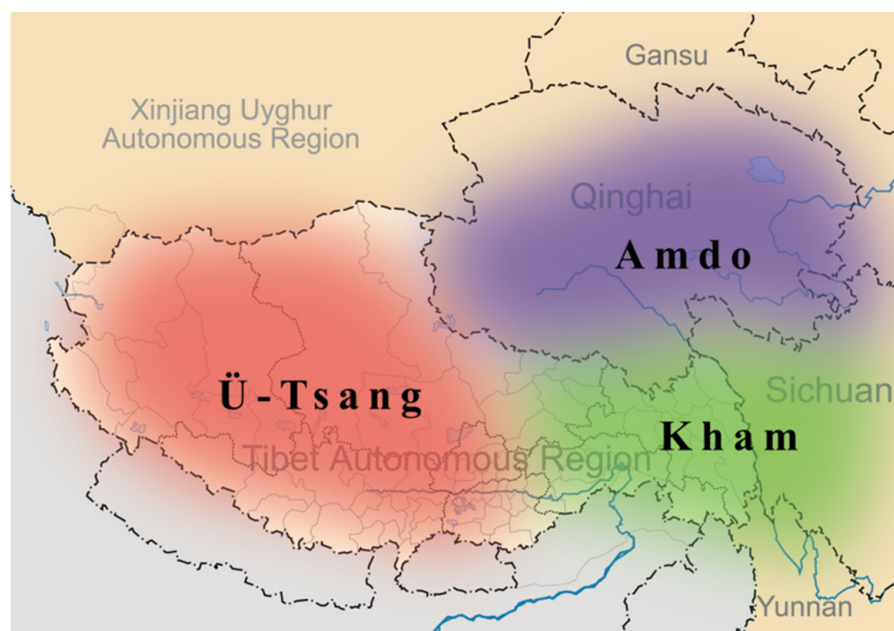 Gansu
Xinjiang Uyghur
Autonomous Region
Qinghai
Amdo
Ü-Tsang
Sichuan
Kham
Tibet Autonomous Region
Yunnan